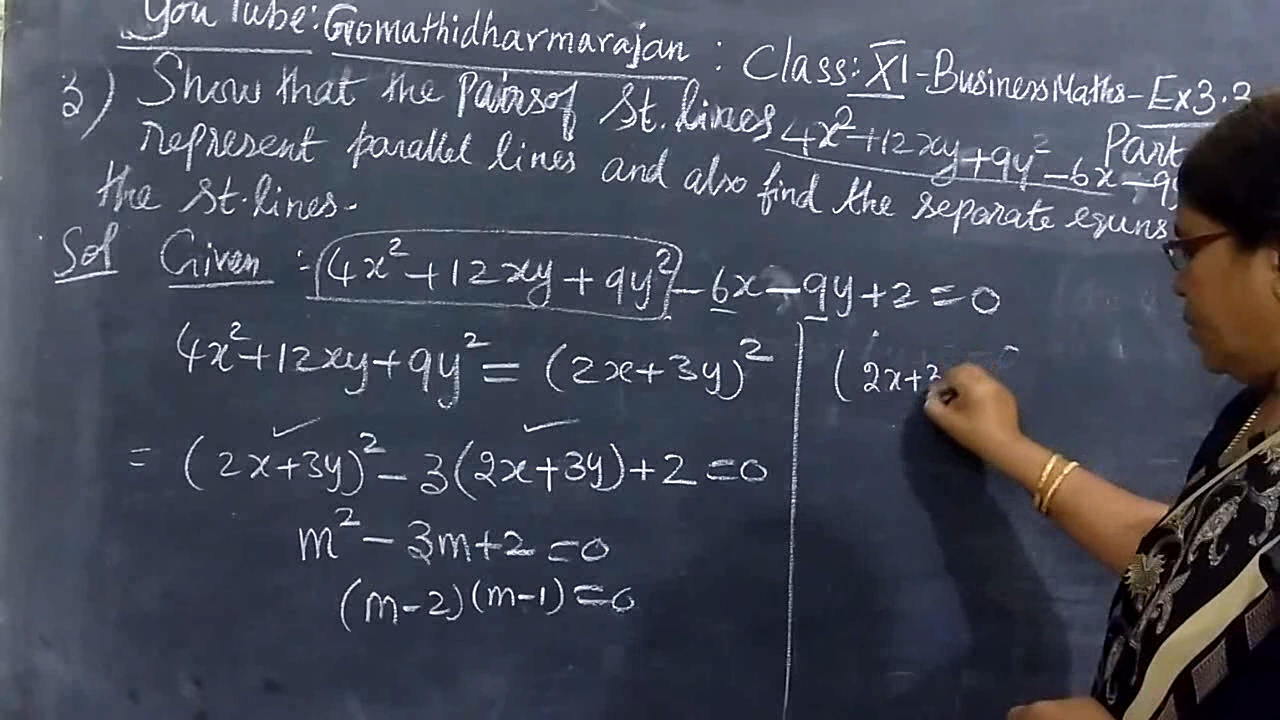 YouTube: Gomathidharmarajan : Class: XI - Business Maths - Ex 3.2
Part
3) Show that the pairs of St. lines 4x²+12xy+9y²-6x-9y
represent parallel lines and also find the separate equns
the St. lines.
Sol Given :- 4x²+12xy+9y²-6x-9y+2=0
4x²+12xy+9y² = (2x+3y)²
= (2x+3y)²-3(2x+3y)+2=0
m²-3m+2=0
(m-2)(m-1)=0
(2x+3